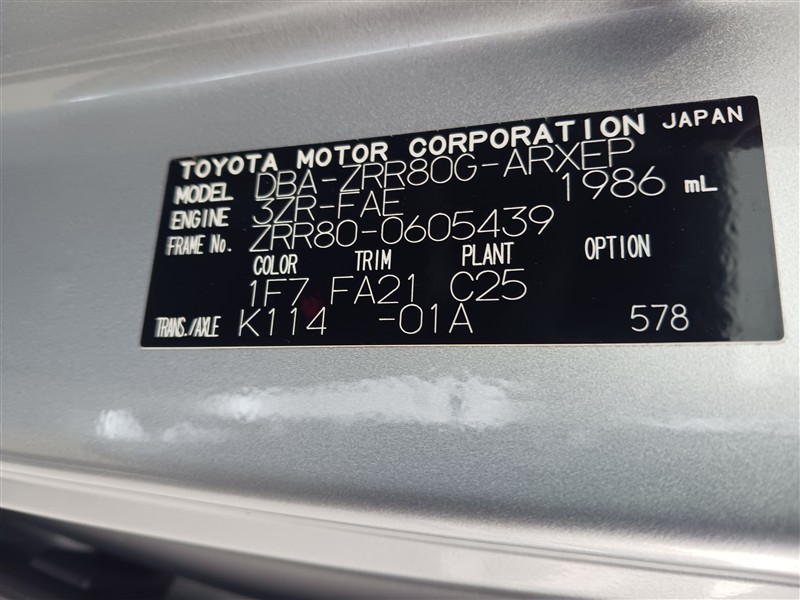 TOYOTA MOTOR CORPORATION JAPAN
MODEL DBA-ZRR80G-ARXEP
ENGINE 3ZR-FAE 1986 mL
FRAME No. ZRR80-0605439
COLOR TRIM PLANT OPTION
1F7 FA21 C25
TRANS./AXLE K114 -01A 578